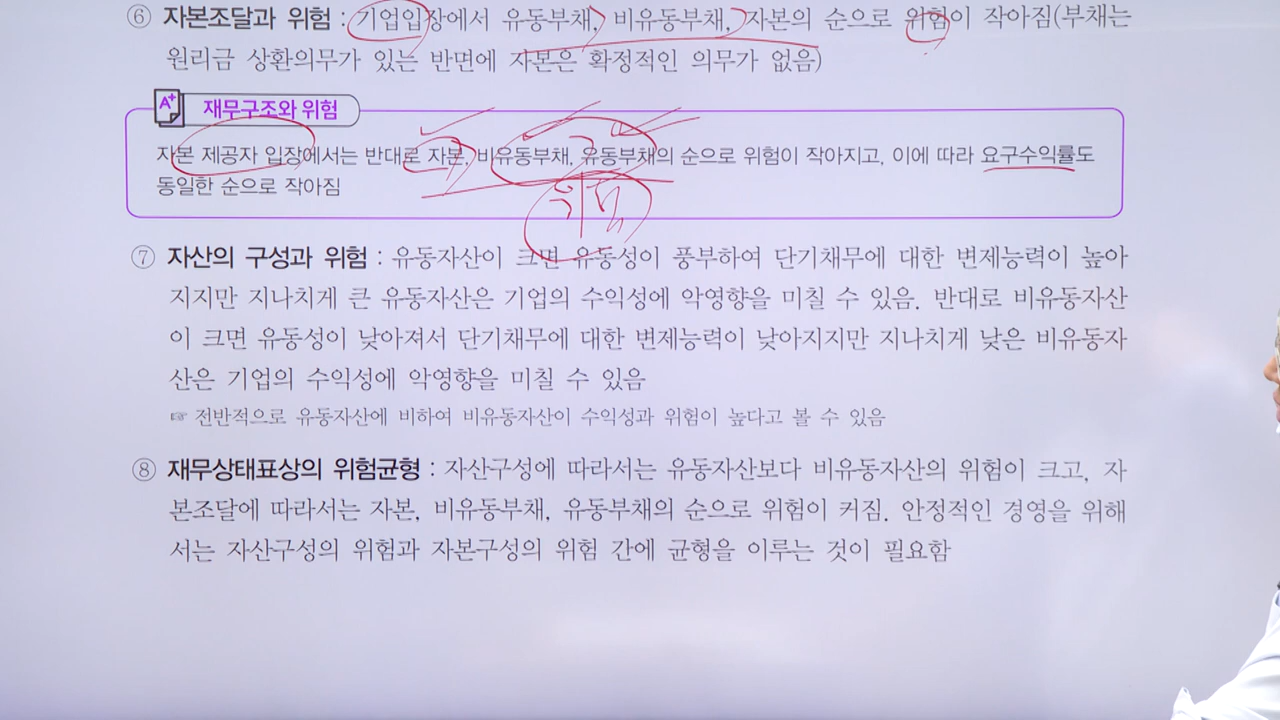 ⑥ 자본조달과 위험 : 기업입장에서 유동부채, 비유동부채, 자본의 순으로 위험이 작아짐(부채는
원리금 상환의무가 있는 반면에 자본은 확정적인 의무가 없음)
A+ 재무구조와 위험
자본 제공자 입장에서는 반대로 자본, 비유동부채, 유동부채의 순으로 위험이 작아지고, 이에 따라 요구수익률도
동일한 순으로 작아짐
⑦ 자산의 구성과 위험 : 유동자산이 크면 유동성이 풍부하여 단기채무에 대한 변제능력이 높아
지지만 지나치게 큰 유동자산은 기업의 수익성에 악영향을 미칠 수 있음. 반대로 비유동자산
이 크면 유동성이 낮아져서 단기채무에 대한 변제능력이 낮아지지만 지나치게 낮은 비유동자
산은 기업의 수익성에 악영향을 미칠 수 있음
☞ 전반적으로 유동자산에 비하여 비유동자산이 수익성과 위험이 높다고 볼 수 있음
⑧ 재무상태표상의 위험균형 : 자산구성에 따라서는 유동자산보다 비유동자산의 위험이 크고, 자
본조달에 따라서는 자본, 비유동부채, 유동부채의 순으로 위험이 커짐. 안정적인 경영을 위해
서는 자산구성의 위험과 자본구성의 위험 간에 균형을 이루는 것이 필요함